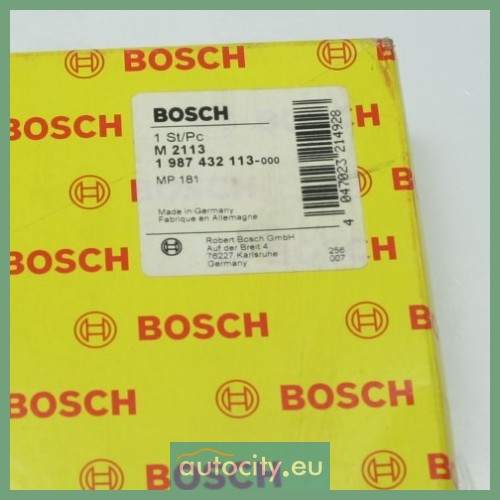 BOSCH
BOSCH
BOSCH
BOSCH
1 St/Pc
M 2113
1 987 432 113-000
MP 181
Made in Germany
Fabrique en Allemagne
4 047023 214928
Robert Bosch GmbH
Auf der Breit 4
76227 Karlsruhe
Germany
256
007
BOSCH
BOSCH
BOSCH
BOSCH
BOSCH
autocity.eu